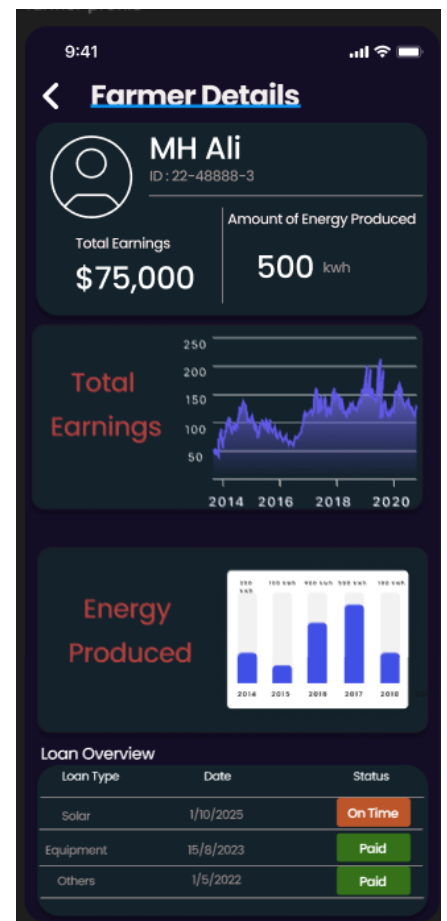 9:41
Farmer Details
MH Ali
ID : 22-48888-3
Total Earnings
$75,000
Amount of Energy Produced
500 kwh
Total
Earnings
250
200
150
100
50
2014 2016 2018 2020
Energy
Produced
100 kWh
2014 2015 2016 2017 2018
Loan Overview
Loan Type Date Status
Solar 1/10/2025 On Time
Equipment 15/8/2023 Paid
Others 1/5/2022 Paid